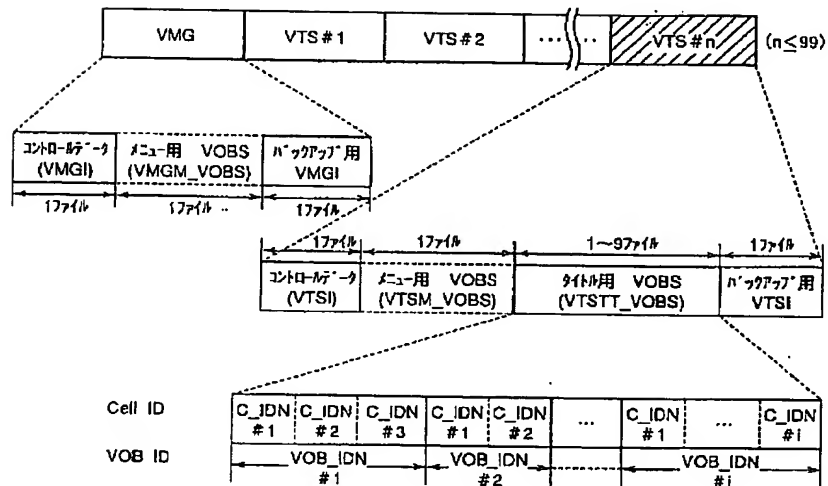 VMG VTS#1 VTS#2 ‥‥ ‥ VTS#n (n≤99)
コントロールデータ メニュー用 VOBS バックアップ用
(VMGI) (VMGM_VOBS) VMGI
1ファイル 1ファイル 1ファイル
1ファイル 1ファイル 1〜9ファイル 1ファイル
コントロールデータ メニュー用 VOBS タイトル用 VOBS バックアップ用
(VTSI) (VTSM_VOBS) (VTSTT_VOBS) VTSI
Cell ID C_IDN C_IDN C_IDN C_IDN C_IDN ... C_IDN ... C_IDN
#1 #2 #3 #1 #2 #1 #i
VOB ID VOB_IDN VOB_IDN VOB_IDN
#1 #2 #i